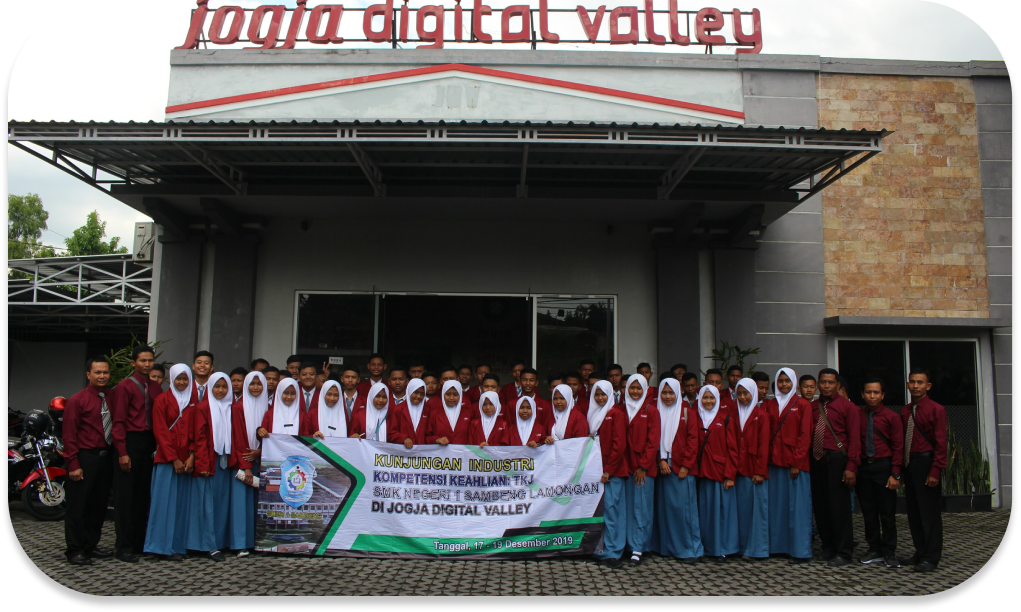 jogja digital valley
JDV
KUNJUNGAN INDUSTRI
KOMPETENSI KEAHLIAN: TKJ
SMK NEGERI 1 SAMBENG LAMONGAN
DI JOGJA DIGITAL VALLEY
Tanggal, 17 - 19 Desember 2019